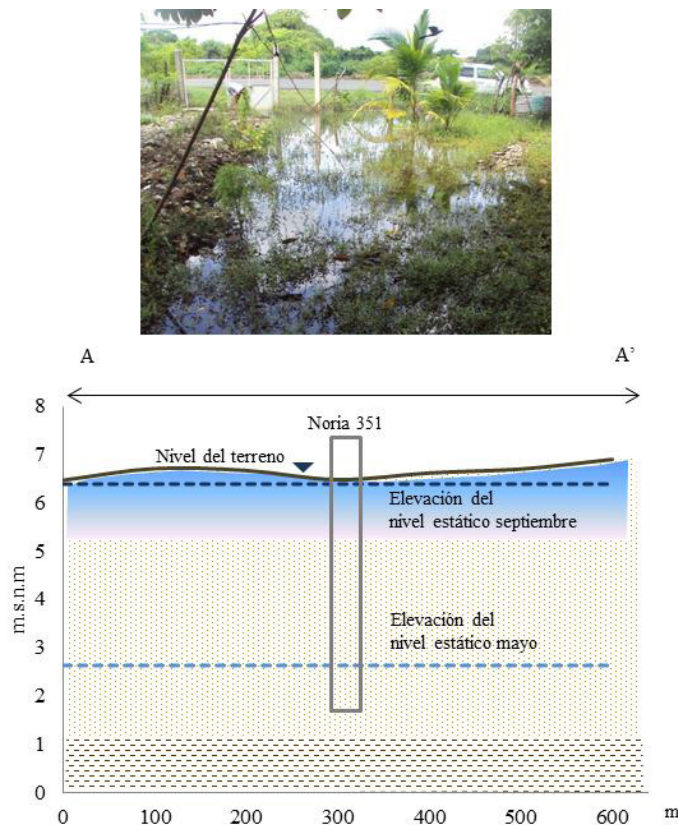 A
A’
Noria 351
Nivel del terreno
Elevación del
nivel estático septiembre
Elevación del
nivel estático mayo
m.s.n.m
8
7
6
5
4
3
2
1
0
0 100 200 300 400 500 600 m